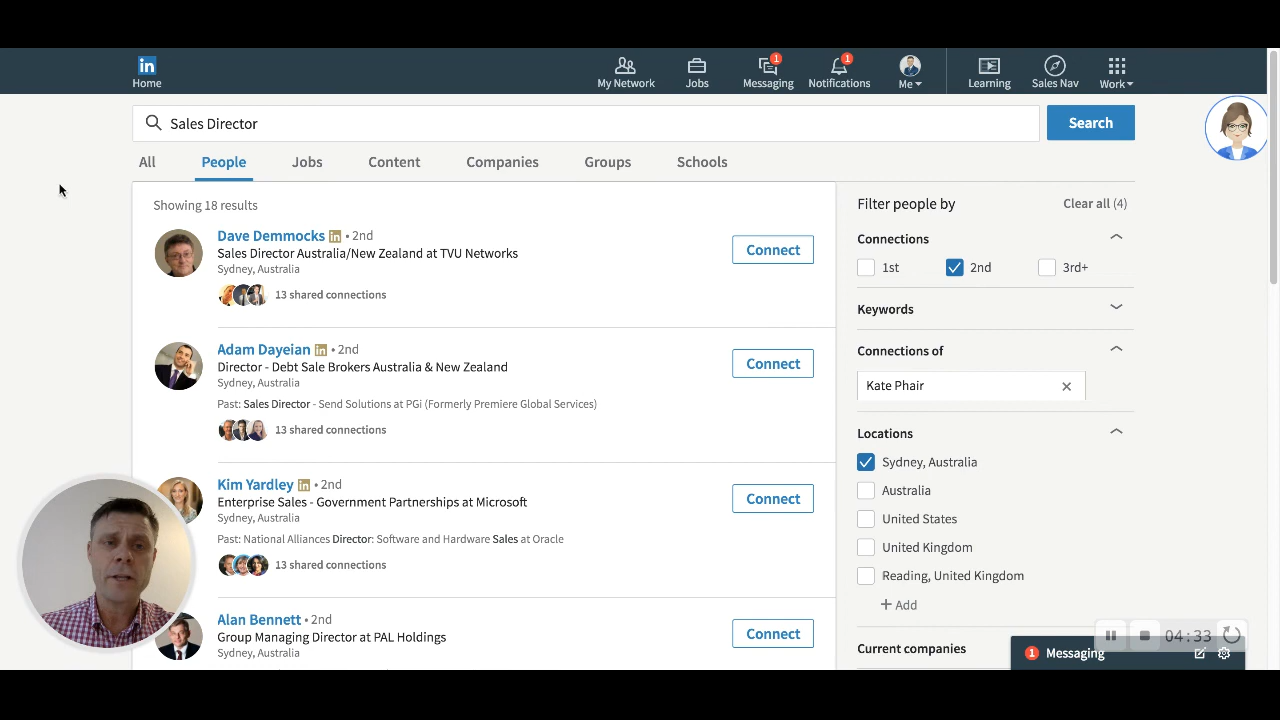 in
Home
My Network
Jobs
1
Messaging
1
Notifications
Me
Learning
Sales Nav
Work
Sales Director
Search
All
People
Jobs
Content
Companies
Groups
Schools
Showing 18 results
Dave Demmocks in • 2nd
Sales Director Australia/New Zealand at TVU Networks
Sydney, Australia
13 shared connections
Connect
Adam Dayeian in • 2nd
Director - Debt Sale Brokers Australia & New Zealand
Sydney, Australia
Past: Sales Director - Send Solutions at PGi (Formerly Premiere Global Services)
13 shared connections
Connect
Kim Yardley in • 2nd
Enterprise Sales - Government Partnerships at Microsoft
Sydney, Australia
Past: National Alliances Director: Software and Hardware Sales at Oracle
13 shared connections
Connect
Alan Bennett • 2nd
Group Managing Director at PAL Holdings
Sydney, Australia
Connect
Filter people by
Clear all (4)
Connections
1st
2nd
3rd+
Keywords
Connections of
Kate Phair
Locations
Sydney, Australia
Australia
United States
United Kingdom
Reading, United Kingdom
+ Add
Current companies
04:33
1 Messaging